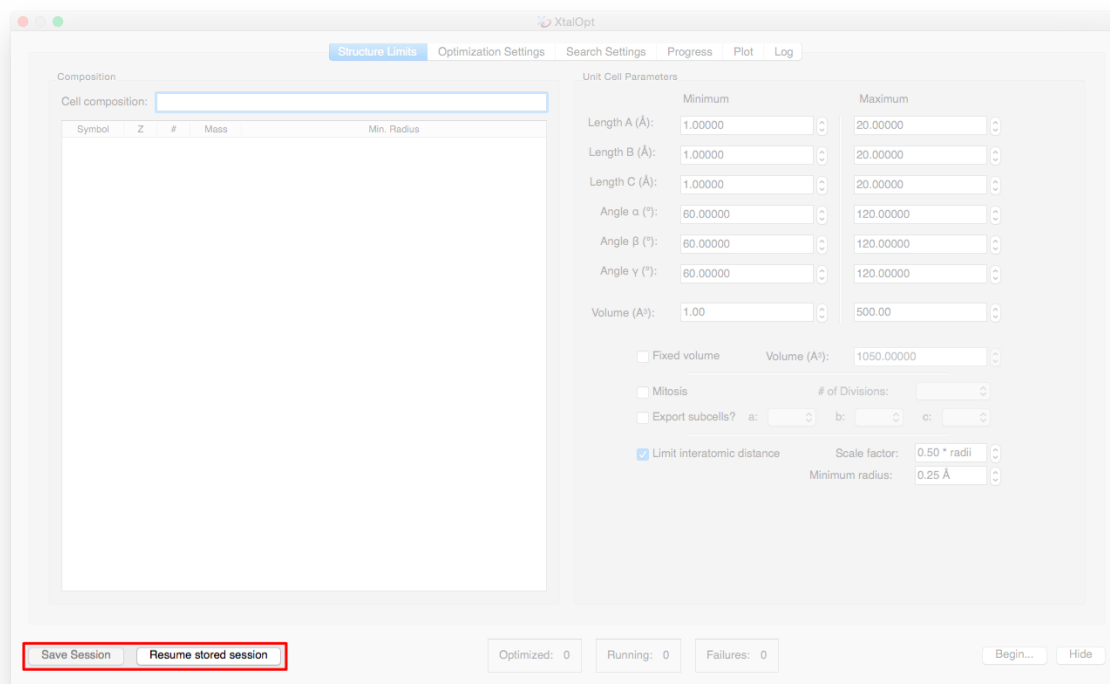 XtalOpt
Structure Limits Optimization Settings Search Settings Progress Plot Log
Composition
Cell composition:
Symbol Z # Mass Min. Radius
Unit Cell Parameters
Minimum Maximum
Length A (Å): 1.00000 20.00000
Length B (Å): 1.00000 20.00000
Length C (Å): 1.00000 20.00000
Angle α (º): 60.00000 120.00000
Angle β (º): 60.00000 120.00000
Angle γ (º): 60.00000 120.00000
Volume (A³): 1.00 500.00
Fixed volume Volume (A³): 1050.00000
Mitosis # of Divisions:
Export subcells? a: b: c:
Limit interatomic distance Scale factor: 0.50 * radii
Minimum radius: 0.25 Å
Save Session Resume stored session Optimized: 0 Running: 0 Failures: 0 Begin... Hide